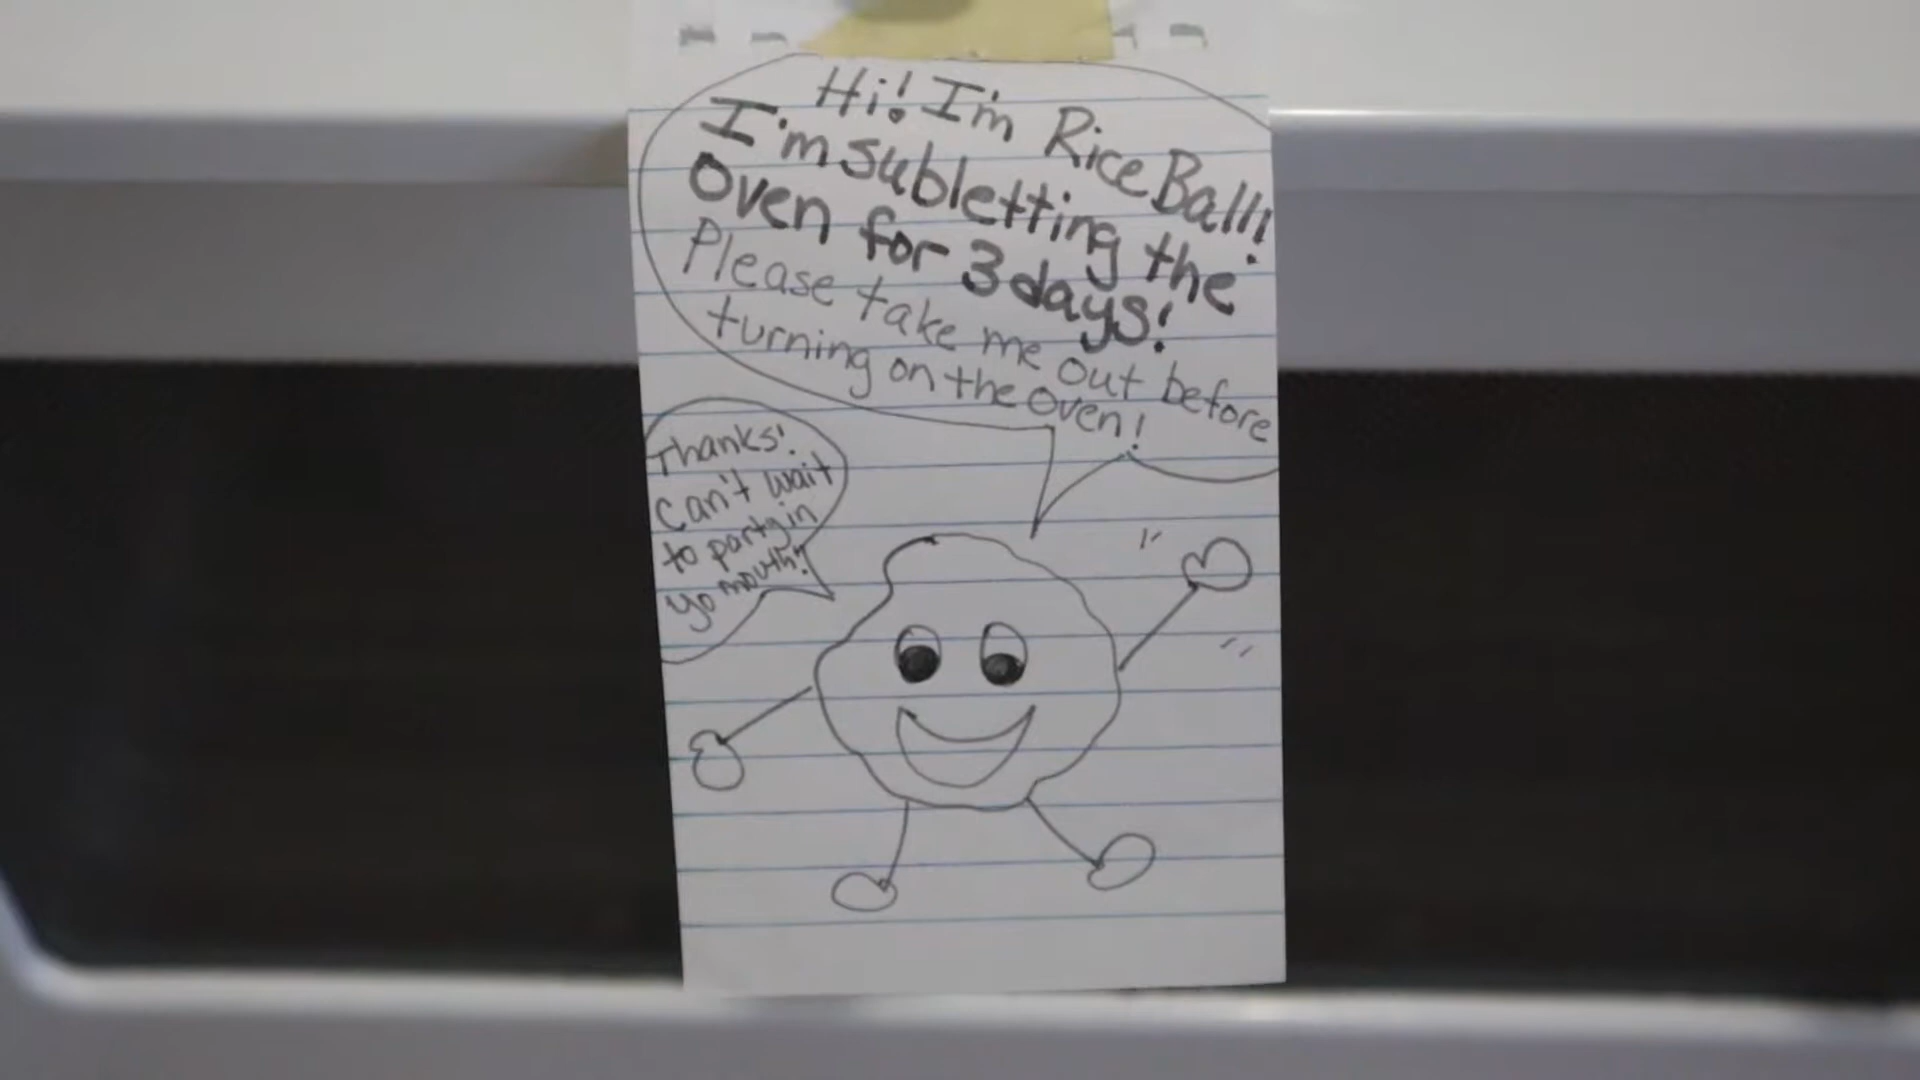 Hi! I'm Rice Ball!
I'm subletting the
Oven for 3 days!
Please take me out before
turning on the oven!
Thanks!
Can't wait
to party in
yo mouth!